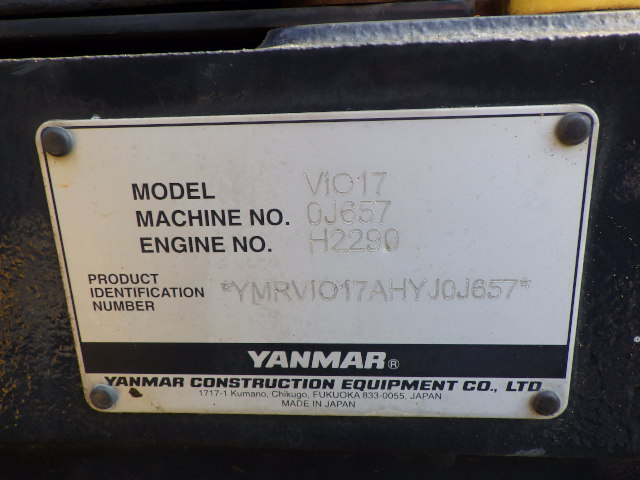 MODEL ViO17
MACHINE NO. 0J657
ENGINE NO. H2290
PRODUCT
IDENTIFICATION *YMRVIO17AHYJ0J657*
NUMBER
YANMAR®
YANMAR CONSTRUCTION EQUIPMENT CO., LTD
1717-1 Kumano, Chikugo, FUKUOKA 833-0055, JAPAN
MADE IN JAPAN